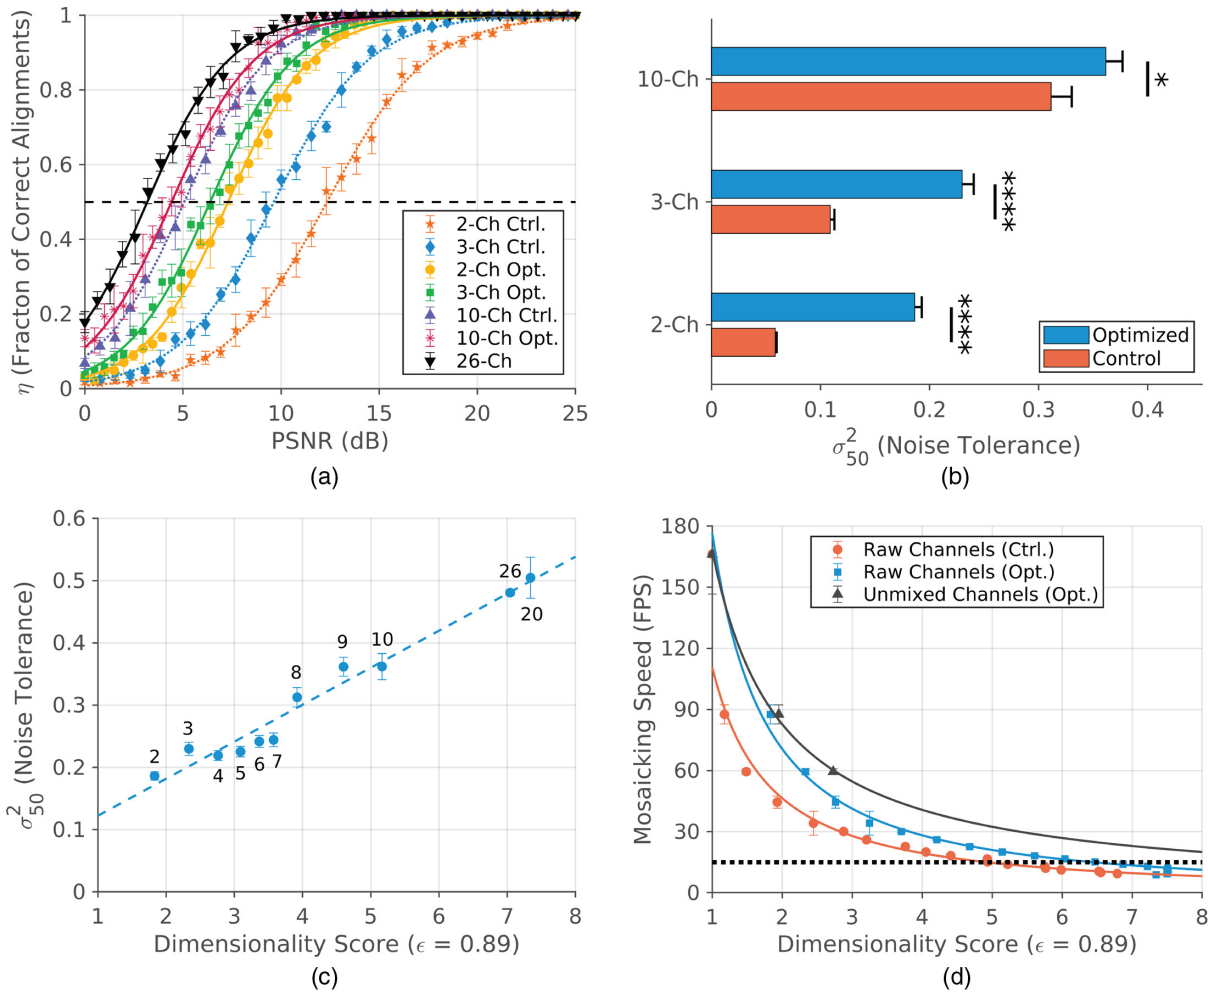 η (Fracton of Correct Alignments)
1
0.8
0.6
0.4
0.2
0
0 5 10 15 20 25
PSNR (dB)
2-Ch Ctrl.
3-Ch Ctrl.
2-Ch Opt.
3-Ch Opt.
10-Ch Ctrl.
10-Ch Opt.
26-Ch
(a)
10-Ch
3-Ch
2-Ch
*
****
****
Optimized
Control
0 0.1 0.2 0.3 0.4
σ²₅₀ (Noise Tolerance)
(b)
σ²₅₀ (Noise Tolerance)
0.6
0.5
0.4
0.3
0.2
0.1
0
2
3
4
5
6
7
8
9
10
26
20
1 2 3 4 5 6 7 8
Dimensionality Score (ϵ = 0.89)
(c)
Mosaicking Speed (FPS)
180
150
120
90
60
30
0
Raw Channels (Ctrl.)
Raw Channels (Opt.)
Unmixed Channels (Opt.)
1 2 3 4 5 6 7 8
Dimensionality Score (ϵ = 0.89)
(d)